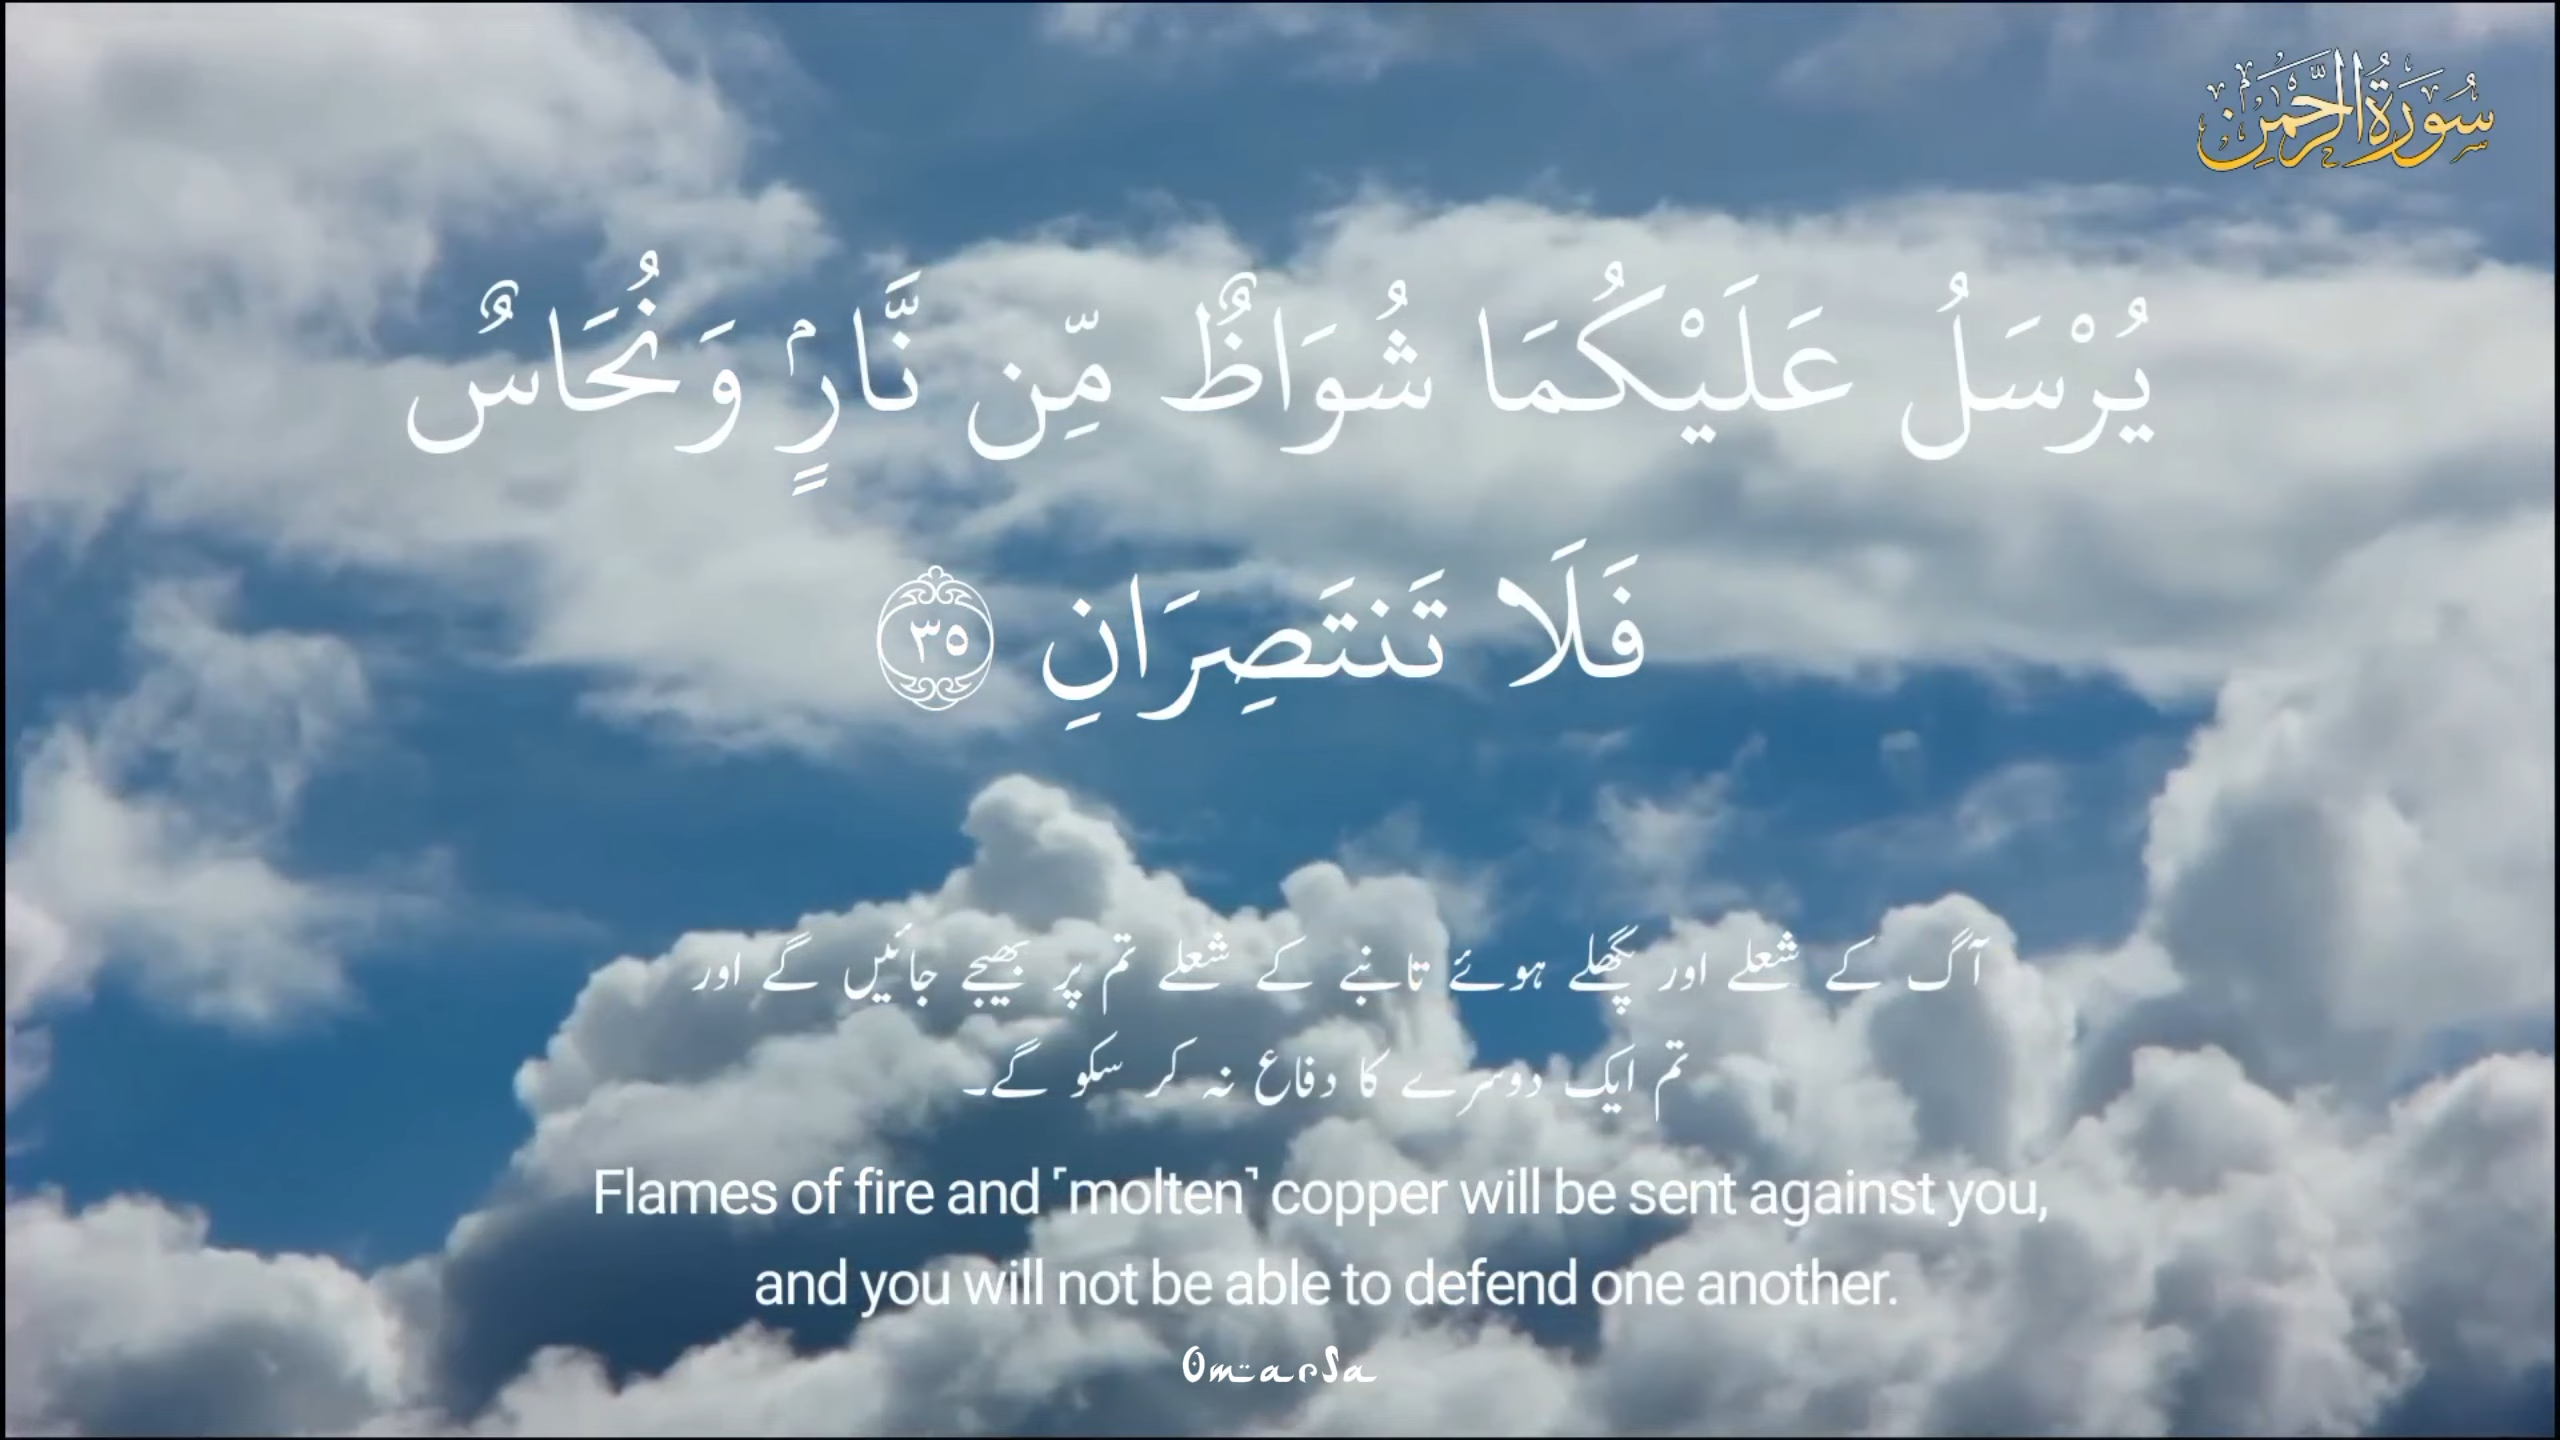 سُورَةُ الرَّحْمَٰن
يُرْسَلُ عَلَيْكُمَا شُوَاظٌ مِّن نَّارٍۢ وَنُحَاسٌ
فَلَا تَنتَصِرَانِ ٣٥
آگ کے شعلے اور پگھلے ہوئے تانبے کے شعلے تم پر بھیجے جائیں گے اور
تم ایک دوسرے کا دفاع نہ کر سکو گے۔
Flames of fire and ˹molten˺ copper will be sent against you,
and you will not be able to defend one another.
OmarSa